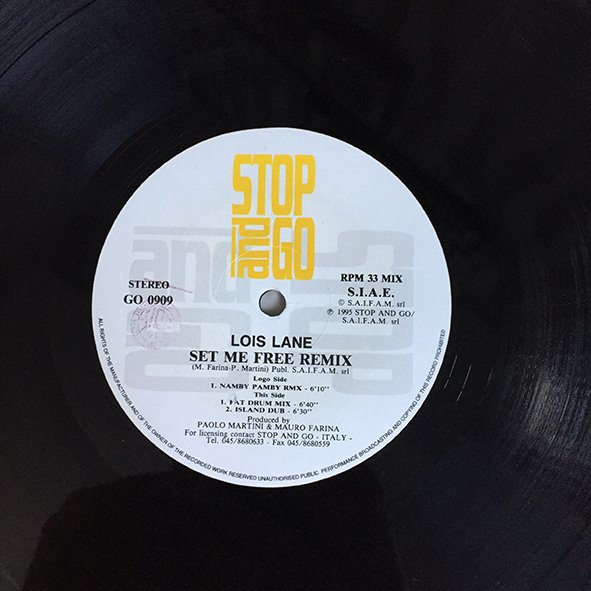 STOP
and GO
STEREO
GO 0909
RPM 33 MIX
S.I.A.E.
© S.A.I.F.A.M. srl
℗ 1995 STOP AND GO/
S.A.I.F.A.M. srl
LOIS LANE
SET ME FREE REMIX
(M. Farina-P. Martini) Publ. S.A.I.F.A.M. srl
Logo Side
1. NAMBY PAMBY RMX - 6'10''
This Side
1. FAT DRUM MIX - 6'40''
2. ISLAND DUB - 6'30''
Produced by
PAOLO MARTINI & MAURO FARINA
For licensing contact STOP AND GO - ITALY -
Tel. 045/8680633 - Fax 045/8680559
ALL RIGHTS OF THE MANUFACTURER AND OF THE OWNER OF THE RECORDED WORK RESERVED UNAUTHORISED PUBLIC PERFORMANCE BROADCASTING AND COPYING OF THIS RECORD PROHIBITED